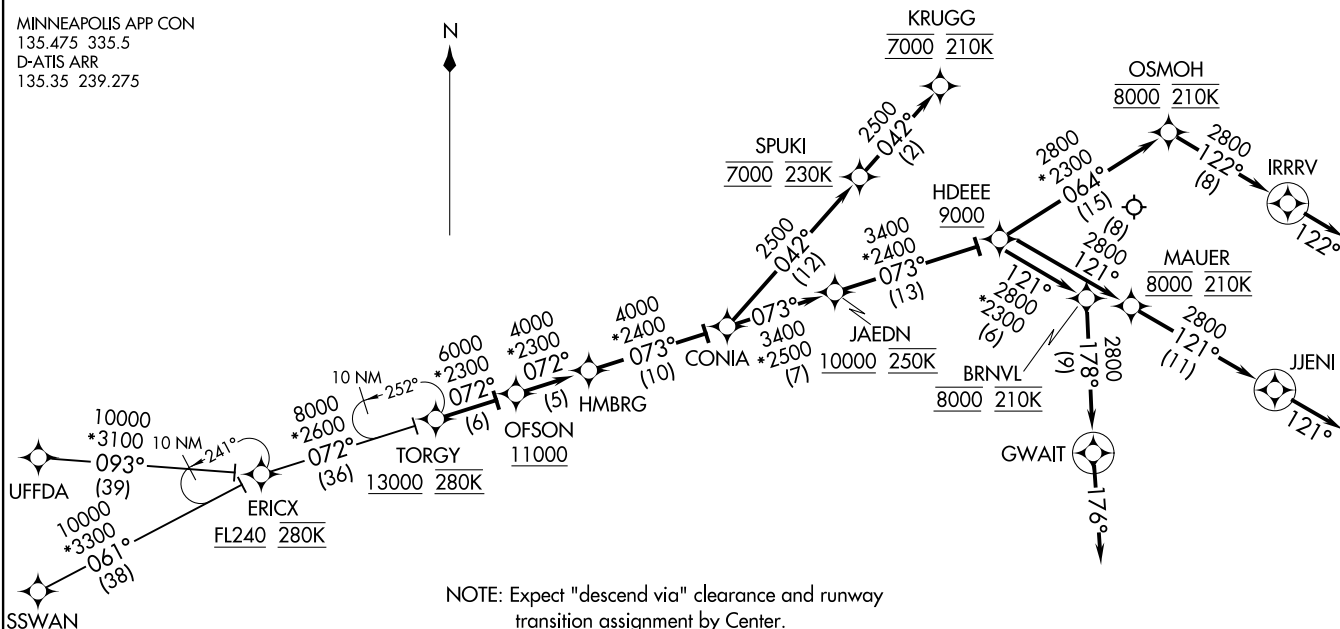 MINNEAPOLIS APP CON
135.475 335.5
D-ATIS ARR
135.35 239.275
N
KRUGG
7000 210K
2500
042°
(2)
SPUKI
7000 230K
2500
042°
(12)
OSMOH
8000 210K
2800
122°
(8)
IRRRV
122°
HDEEE
9000
2800
*2300
064°
(15)
(8)
2800
121°
MAUER
8000 210K
2800
121°
(11)
JJENI
121°
121°
2800
*2300
(6)
BRNVL
8000 210K
2800
178°
(9)
GWAIT
176°
3400
*2400
073°
(13)
JAEDN
10000 250K
073°
3400
*2500
(7)
CONIA
4000
*2400
073°
(10)
HMBRG
4000
*2300
072°
(5)
OFSON
11000
6000
*2300
072°
(6)
10 NM
252°
TORGY
13000 280K
8000
*2600
072°
(36)
10 NM
241°
ERICX
FL240 280K
10000
*3100
093°
(39)
UFFDA
10000
*3300
061°
(38)
SSWAN
NOTE: Expect "descend via" clearance and runway
transition assignment by Center.